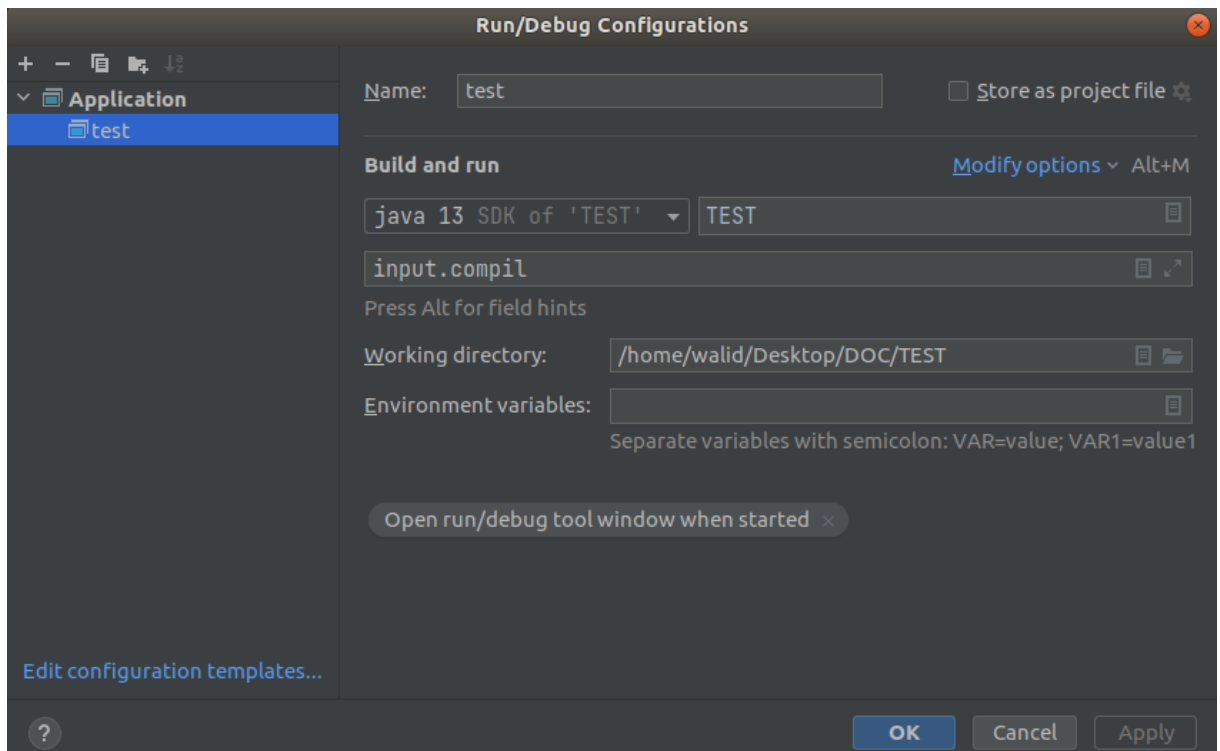 Run/Debug Configurations
Application
test
Name: test
Store as project file
Build and run
Modify options Alt+M
java 13 SDK of 'TEST' TEST
input.compil
Press Alt for field hints
Working directory: /home/walid/Desktop/DOC/TEST
Environment variables:
Separate variables with semicolon: VAR=value; VAR1=value1
Open run/debug tool window when started ×
Edit configuration templates...
? OK Cancel Apply